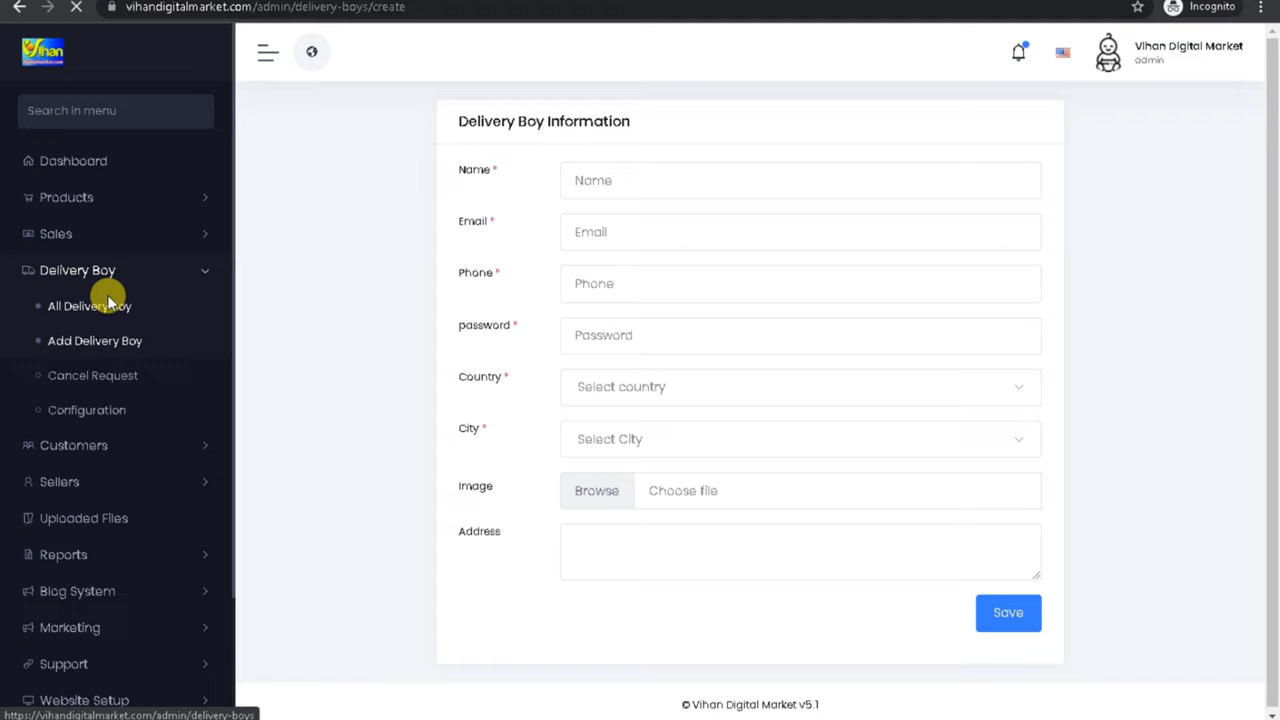 vihandigitalmarket.com/admin/delivery-boys/create
Incognito
Vihan
Search in menu
Vihan Digital Market
admin
Dashboard
Products
Sales
Delivery Boy
All Delivery Boy
Add Delivery Boy
Cancel Request
Configuration
Customers
Sellers
Uploaded Files
Reports
Blog System
Marketing
Support
Website Setup
Delivery Boy Information
Name *
Name
Email *
Email
Phone *
Phone
password *
Password
Country *
Select country
City *
Select City
Image
Browse
Choose file
Address
Save
© Vihan Digital Market v5.1
https://vihandigitalmarket.com/admin/delivery-boys